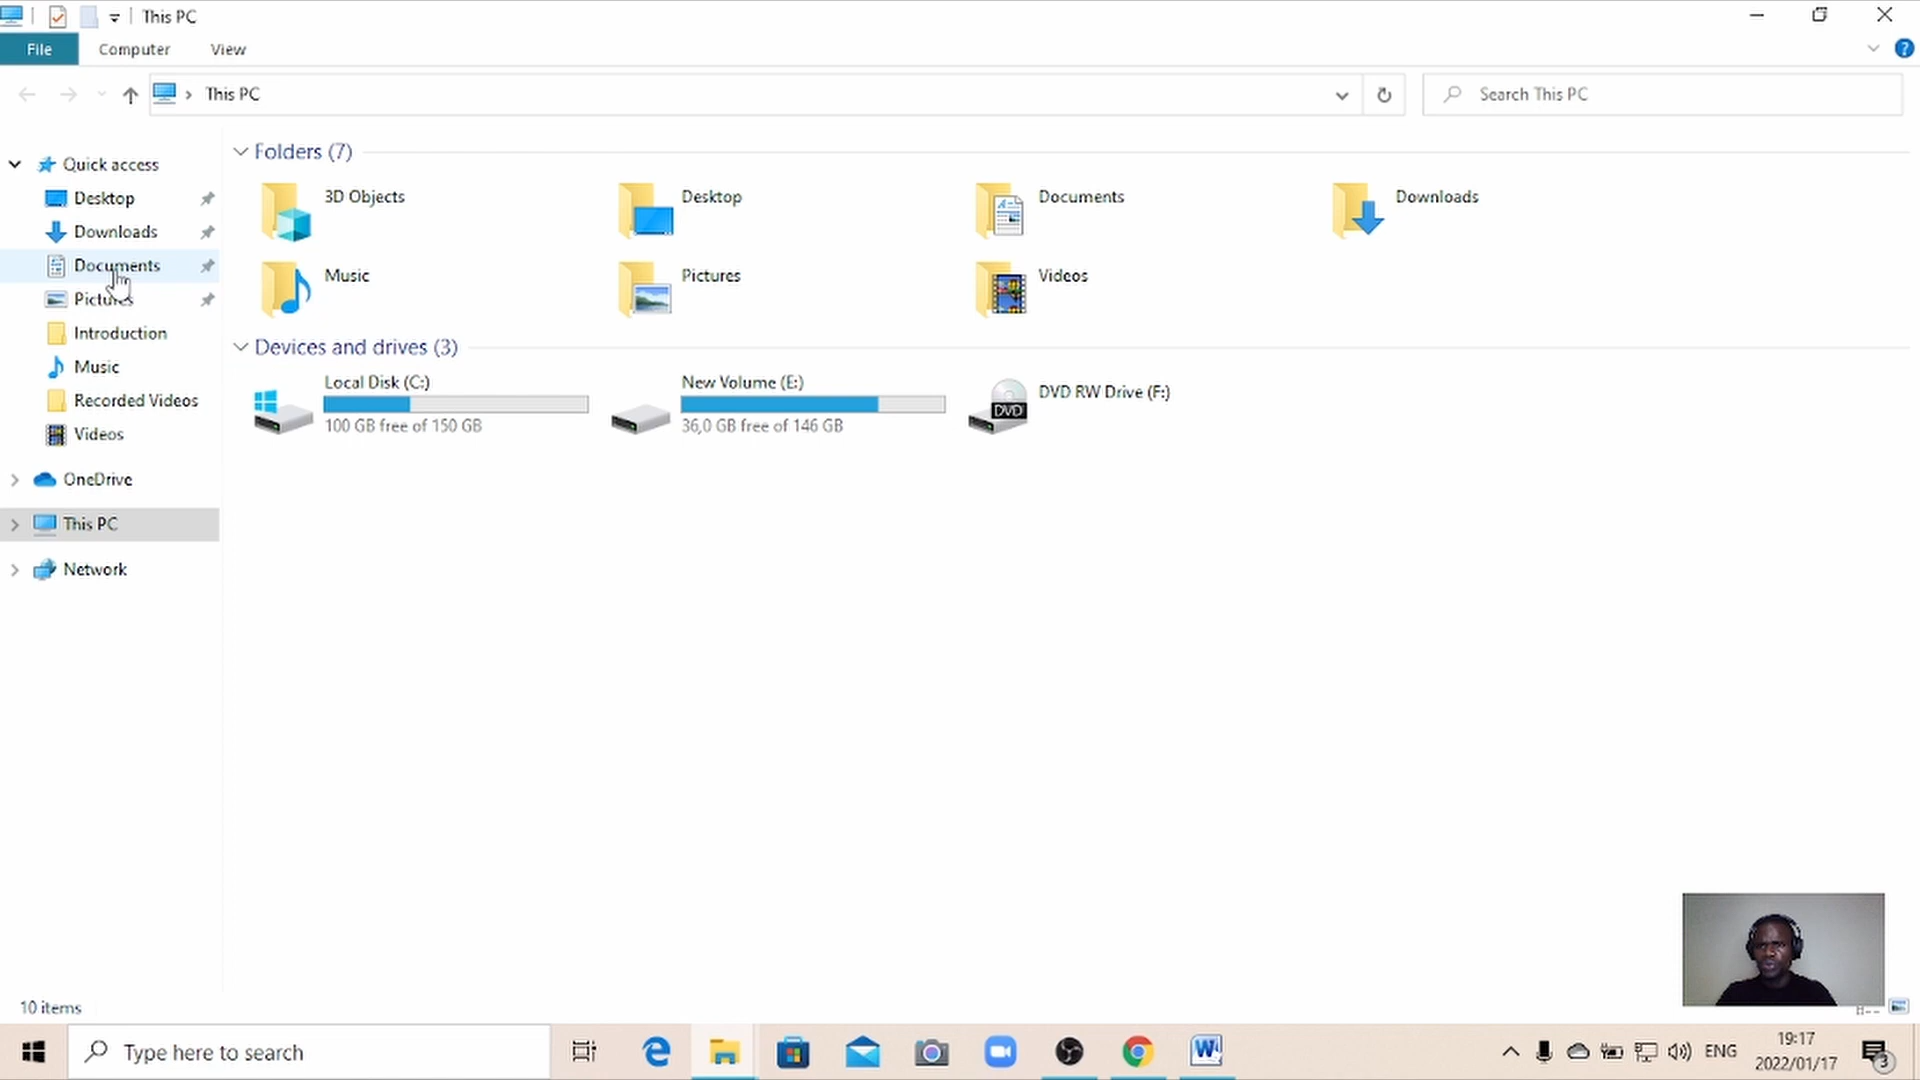 This PC
File Computer View
This PC
Search This PC
Quick access
Desktop
Downloads
Documents
Pictures
Introduction
Music
Recorded Videos
Videos
OneDrive
This PC
Network
Folders (7)
3D Objects
Desktop
Documents
Downloads
Music
Pictures
Videos
Devices and drives (3)
Local Disk (C:)
100 GB free of 150 GB
New Volume (E:)
36,0 GB free of 146 GB
DVD
DVD RW Drive (F:)
10 items
Type here to search
W
ENG
19:17
2022/01/17
3